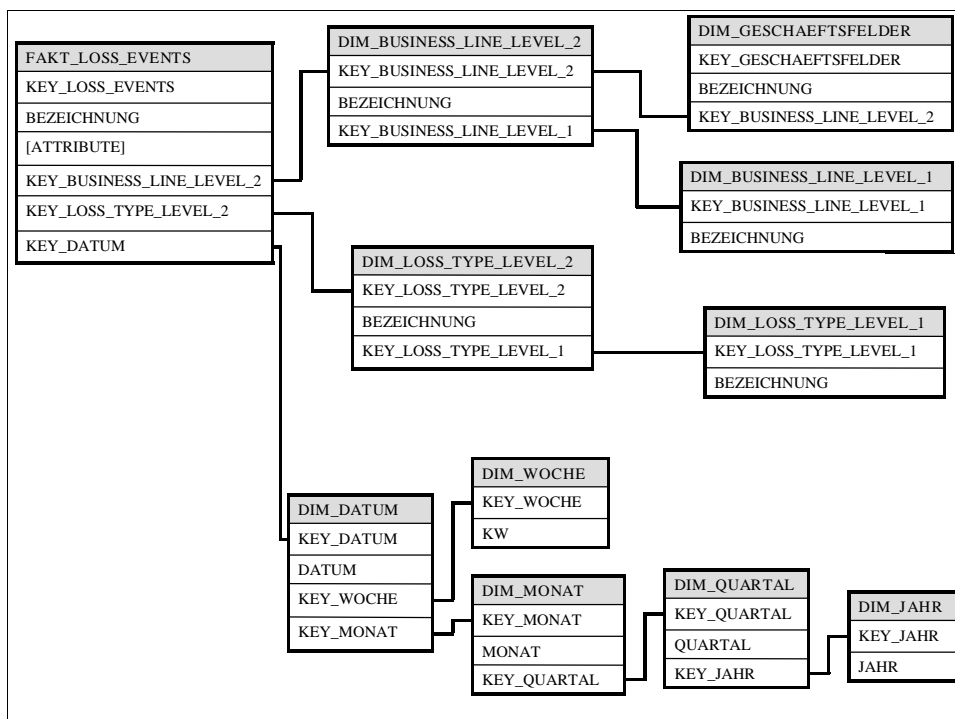 FAKT_LOSS_EVENTS
KEY_LOSS_EVENTS
BEZEICHNUNG
[ATTRIBUTE]
KEY_BUSINESS_LINE_LEVEL_2
KEY_LOSS_TYPE_LEVEL_2
KEY_DATUM
DIM_BUSINESS_LINE_LEVEL_2
KEY_BUSINESS_LINE_LEVEL_2
BEZEICHNUNG
KEY_BUSINESS_LINE_LEVEL_1
DIM_GESCHAEFTSFELDER
KEY_GESCHAEFTSFELDER
BEZEICHNUNG
KEY_BUSINESS_LINE_LEVEL_2
DIM_BUSINESS_LINE_LEVEL_1
KEY_BUSINESS_LINE_LEVEL_1
BEZEICHNUNG
DIM_LOSS_TYPE_LEVEL_2
KEY_LOSS_TYPE_LEVEL_2
BEZEICHNUNG
KEY_LOSS_TYPE_LEVEL_1
DIM_LOSS_TYPE_LEVEL_1
KEY_LOSS_TYPE_LEVEL_1
BEZEICHNUNG
DIM_DATUM
KEY_DATUM
DATUM
KEY_WOCHE
KEY_MONAT
DIM_WOCHE
KEY_WOCHE
KW
DIM_MONAT
KEY_MONAT
MONAT
KEY_QUARTAL
DIM_QUARTAL
KEY_QUARTAL
QUARTAL
KEY_JAHR
DIM_JAHR
KEY_JAHR
JAHR